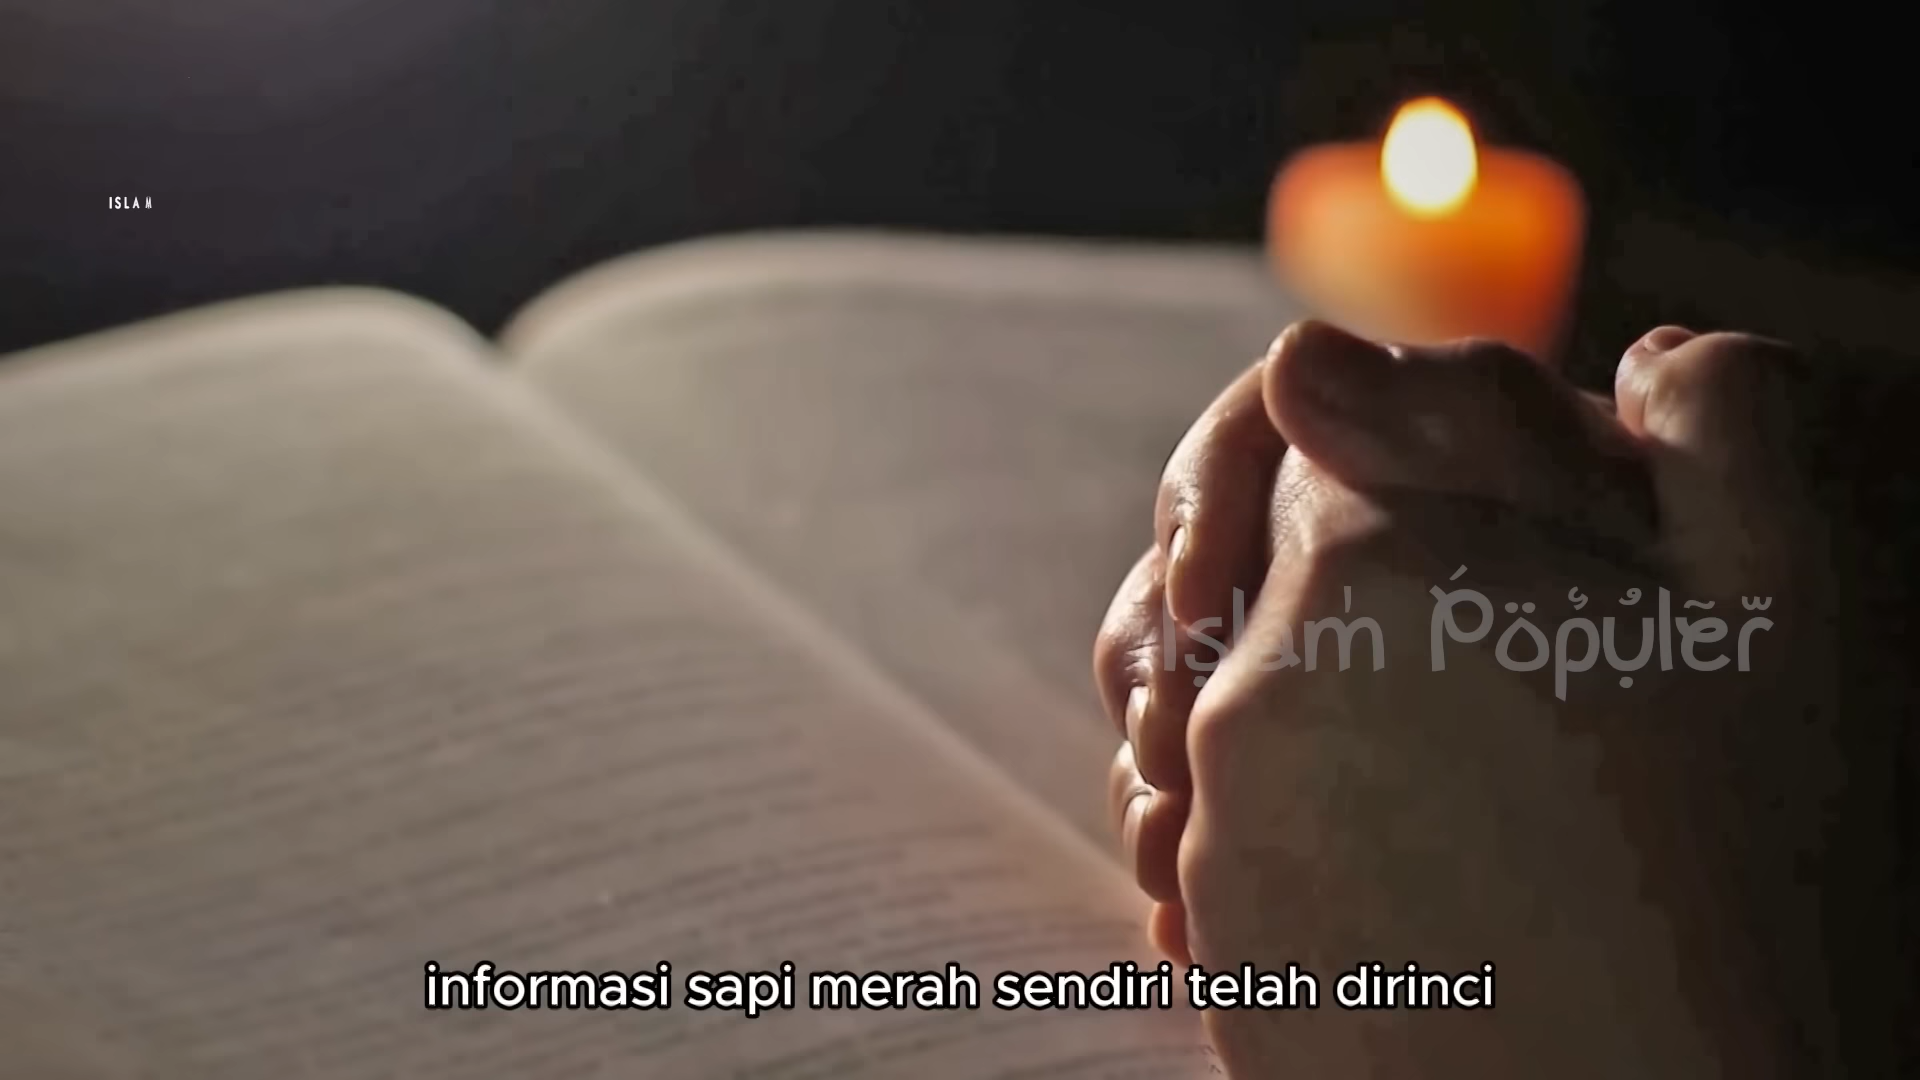 ISLAM
Islam Populer
informasi sapi merah sendiri telah dirinci